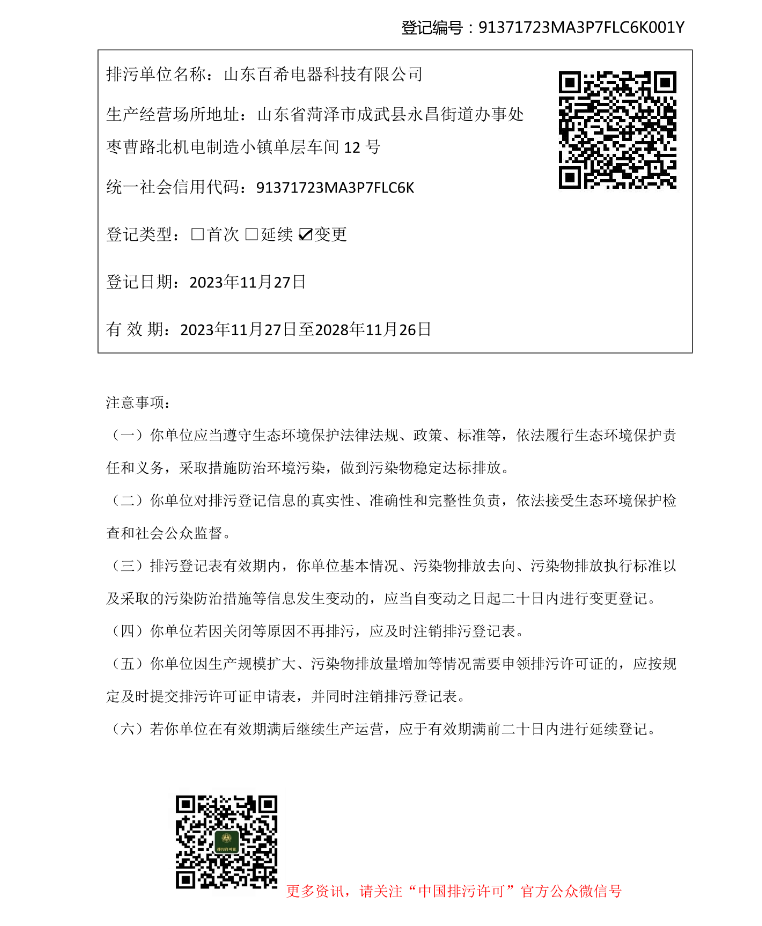 登记编号：91371723MA3P7FLC6K001Y
排污单位名称：山东百希电器科技有限公司
生产经营场所地址：山东省菏泽市成武县永昌街道办事处
枣曹路北机电制造小镇单层车间 12 号
统一社会信用代码：91371723MA3P7FLC6K
登记类型：☐首次 ☐延续 ☑变更
登记日期：2023年11月27日
有 效 期：2023年11月27日至2028年11月26日
注意事项：
（一）你单位应当遵守生态环境保护法律法规、政策、标准等，依法履行生态环境保护责
任和义务，采取措施防治环境污染，做到污染物稳定达标排放。
（二）你单位对排污登记信息的真实性、准确性和完整性负责，依法接受生态环境保护检
查和社会公众监督。
（三）排污登记表有效期内，你单位基本情况、污染物排放去向、污染物排放执行标准以
及采取的污染防治措施等信息发生变动的，应当自变动之日起二十日内进行变更登记。
（四）你单位若因关闭等原因不再排污，应及时注销排污登记表。
（五）你单位因生产规模扩大、污染物排放量增加等情况需要申领排污许可证的，应按规
定及时提交排污许可证申请表，并同时注销排污登记表。
（六）若你单位在有效期满后继续生产运营，应于有效期满前二十日内进行延续登记。
更多资讯，请关注“中国排污许可”官方公众微信号